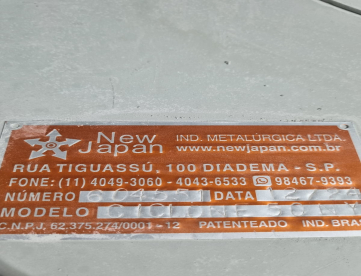 New Japan
IND. METALÚRGICA LTDA.
www.newjapan.com.br
RUA TIGUASSÚ, 100 DIADEMA - S.P.
FONE: (11) 4049-3060 - 4043-6533 98467-9393
NÚMERO DATA
MODELO
C.N.P.J. 62.375.274/0001-12 PATENTEADO IND. BRAS